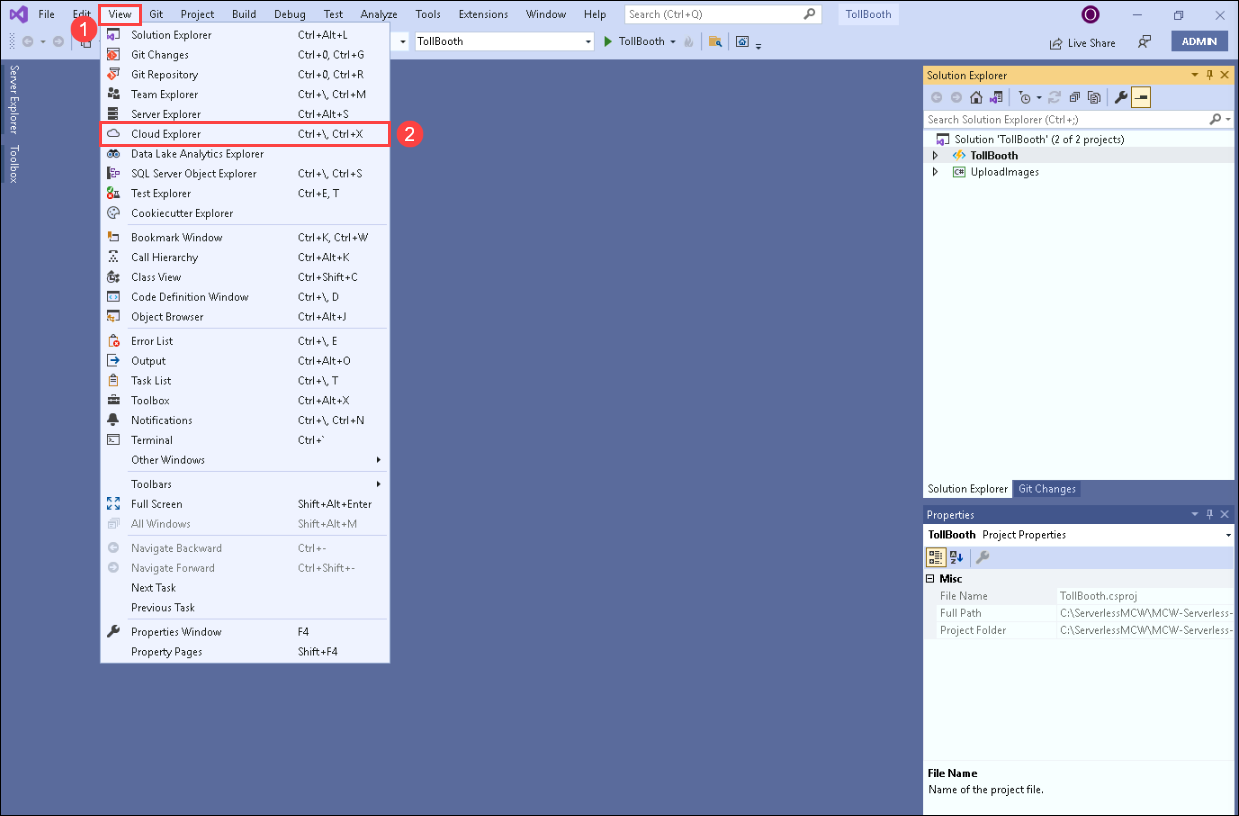 File Edit View Git Project Build Debug Test Analyze Tools Extensions Window Help Search (Ctrl+Q) TollBooth O
1
TollBooth TollBooth Live Share ADMIN
Server Explorer
Toolbox
Solution Explorer Ctrl+Alt+L
Git Changes Ctrl+0, Ctrl+G
Git Repository Ctrl+0, Ctrl+R
Team Explorer Ctrl+\, Ctrl+M
Server Explorer Ctrl+Alt+S
Cloud Explorer Ctrl+\, Ctrl+X 2
Data Lake Analytics Explorer
SQL Server Object Explorer Ctrl+\, Ctrl+S
Test Explorer Ctrl+E, T
Cookiecutter Explorer
Bookmark Window Ctrl+K, Ctrl+W
Call Hierarchy Ctrl+Alt+K
Class View Ctrl+Shift+C
Code Definition Window Ctrl+\, D
Object Browser Ctrl+Alt+J
Error List Ctrl+\, E
Output Ctrl+Alt+O
Task List Ctrl+\, T
Toolbox Ctrl+Alt+X
Notifications Ctrl+\, Ctrl+N
Terminal Ctrl+`
Other Windows
Toolbars
Full Screen Shift+Alt+Enter
All Windows Shift+Alt+M
Navigate Backward Ctrl+-
Navigate Forward Ctrl+Shift+-
Next Task
Previous Task
Properties Window F4
Property Pages Shift+F4
Solution Explorer
Search Solution Explorer (Ctrl+;)
Solution 'TollBooth' (2 of 2 projects)
TollBooth
C# UploadImages
Solution Explorer Git Changes
Properties
TollBooth Project Properties
Misc
File Name TollBooth.csproj
Full Path C:\ServerlessMCW\MCW-Serverless-
Project Folder C:\ServerlessMCW\MCW-Serverless-
File Name
Name of the project file.